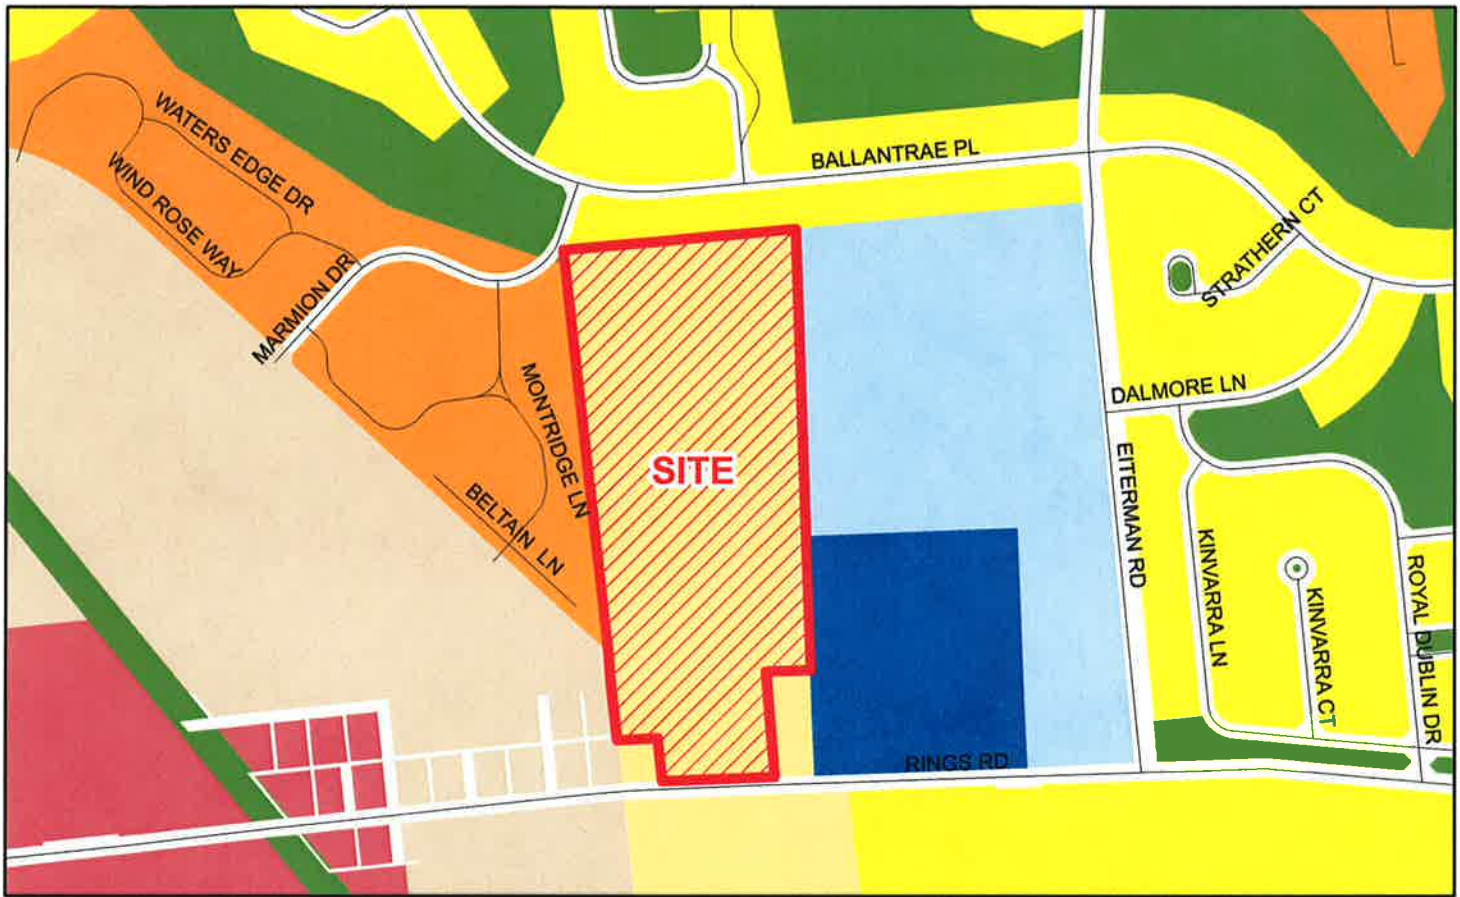 WATERS EDGE DR
WIND ROSE WAY
BALLANTRAE PL
STRATHERN CT
MARMION DR
MONTRIDGE LN
DALMORE LN
SITE
BELTAIN LN
EITERMAN RD
KINVARRA LN
KINVARRA CT
ROYAL DUBLIN DR
RINGS RD